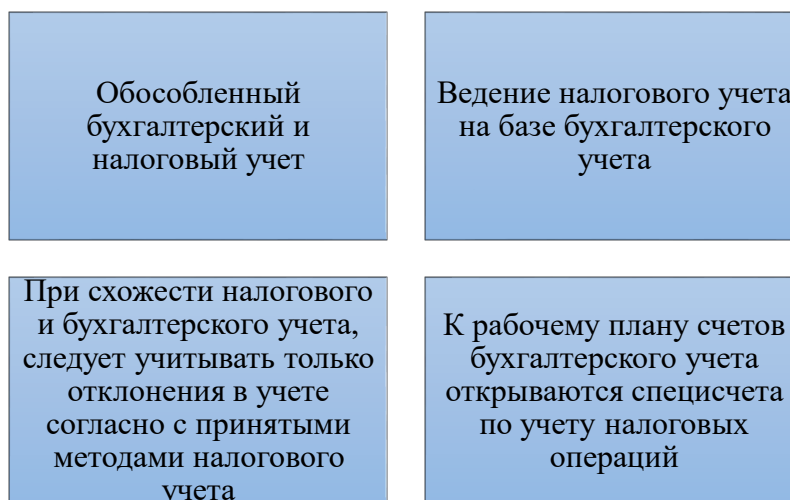 Обособленный
бухгалтерский и
налоговый учет
Ведение налогового учета
на базе бухгалтерского
учета
При схожести налогового
и бухгалтерского учета,
следует учитывать только
отклонения в учете
согласно с принятыми
методами налогового
учета
К рабочему плану счетов
бухгалтерского учета
открываются специсчета
по учету налоговых
операций